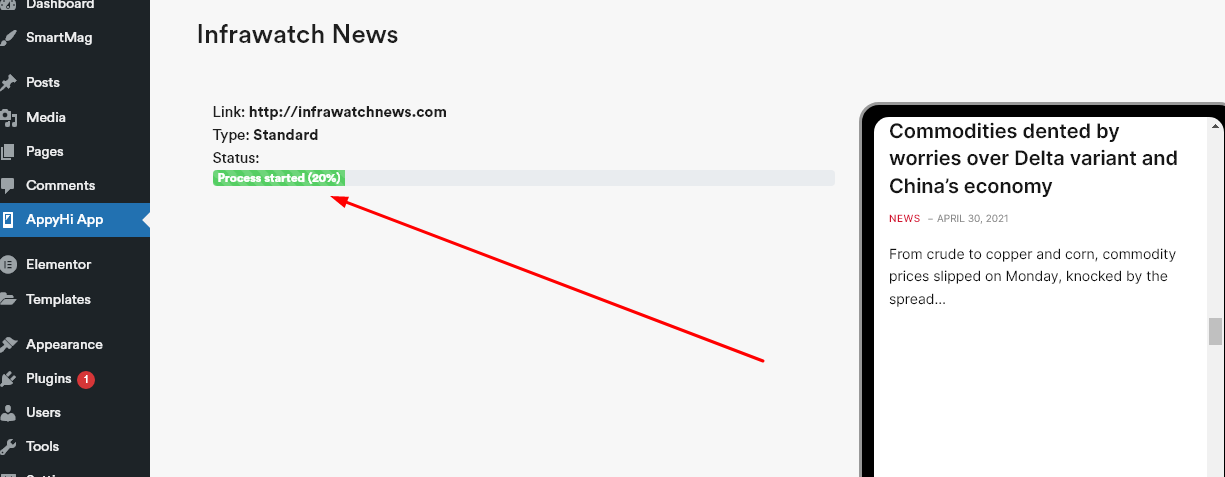 Dashboard
SmartMag
Posts
Media
Pages
Comments
AppyHi App
Elementor
Templates
Appearance
Plugins 1
Users
Tools
Infrawatch News
Link: http://infrawatchnews.com
Type: Standard
Status:
Process started (20%)
Commodities dented by
worries over Delta variant and
China’s economy
NEWS – APRIL 30, 2021
From crude to copper and corn, commodity
prices slipped on Monday, knocked by the
spread...